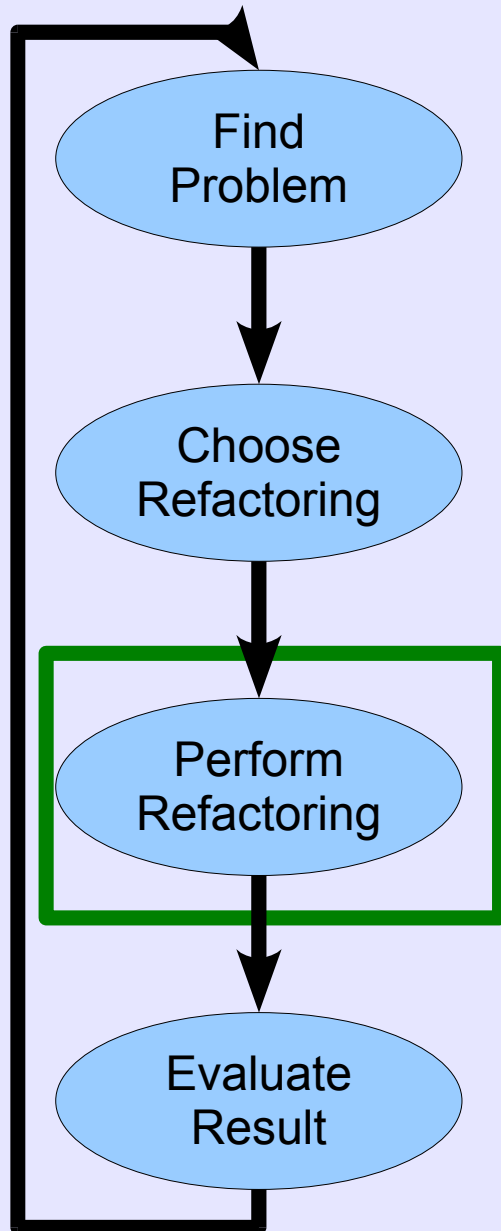 Find
Problem
Choose
Refactoring
Perform
Refactoring
Evaluate
Result